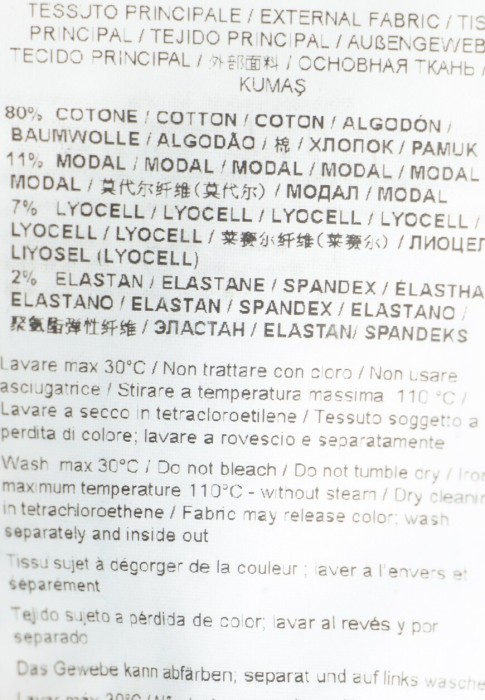 TESSUTO PRINCIPALE / EXTERNAL FABRIC / TIS
PRINCIPAL / TEJIDO PRINCIPAL / AUßENGEWEB
TECIDO PRINCIPAL / 外部面料 / ОСНОВНАЯ ТКАНЬ /
KUMAŞ
80% COTONE / COTTON / COTON / ALGODÓN /
BAUMWOLLE / ALGODÃO / 棉 / ХЛОПОК / PAMUK
11% MODAL / MODAL / MODAL / MODAL / MODAL
MODAL / 莫代尔纤维(莫代尔) / МОДАЛ / MODAL
7% LYOCELL / LYOCELL / LYOCELL / LYOCELL /
LYOCELL / LYOCELL / 莱赛尔纤维(莱赛尔) / ЛИОЦЕЛ
LIYOSEL (LYOCELL)
2% ELASTAN / ELASTANE / SPANDEX / ÉLASTHA
ELASTANO / ELASTAN / SPANDEX / ELASTANO /
聚氨酯弹性纤维 / ЭЛАСТАН / ELASTAN/ SPANDEKS
Lavare max 30°C / Non trattare con cloro / Non usare
asciugatrice / Stirare a temperatura massima 110 °C /
Lavare a secco in tetracloroetilene / Tessuto soggetto a
perdita di colore; lavare a rovescio e separatamente
Wash max 30°C / Do not bleach / Do not tumble dry / Iron
maximum temperature 110°C - without steam / Dry cleanin
in tetrachloroethene / Fabric may release color; wash
separately and inside out
Tissu sujet à dégorger de la couleur ; laver a l'envers et
séparément
Tejido sujeto a pérdida de color; lavar al revés y por
separado
Das Gewebe kann abfärben; separat und auf links wasche